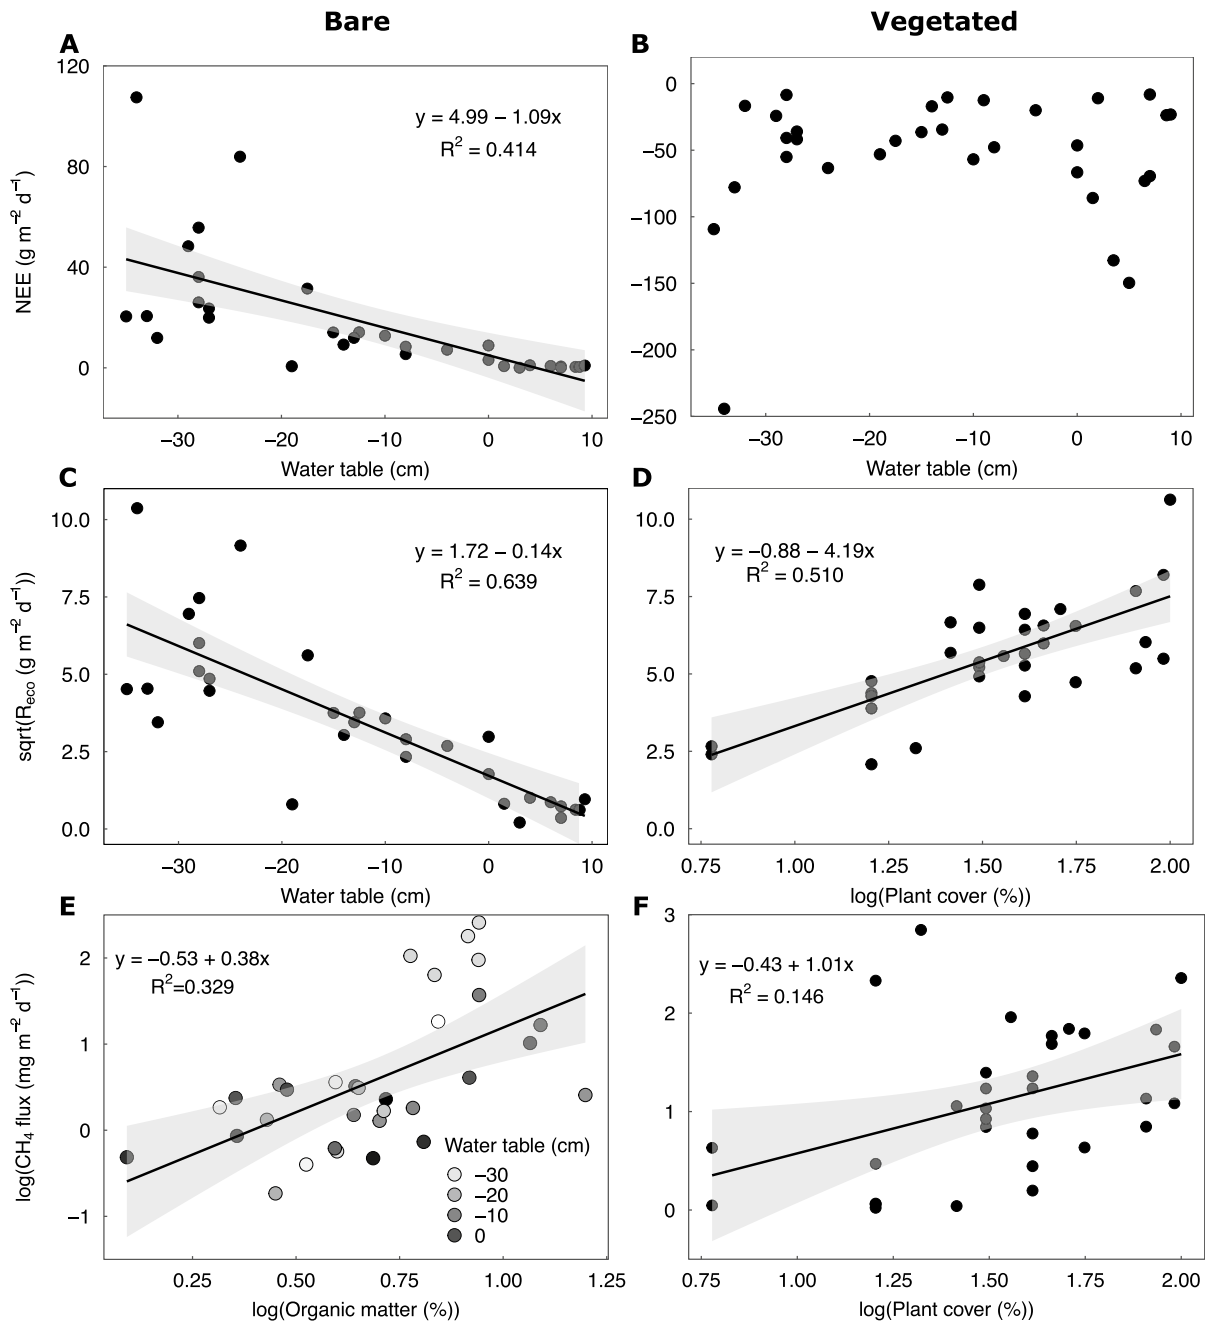 Bare
Vegetated
A
B
120
80
40
0
NEE (g m⁻² d⁻¹)
y = 4.99 − 1.09x
R² = 0.414
−30 −20 −10 0 10
Water table (cm)
0
−50
−100
−150
−200
−250
−30 −20 −10 0 10
Water table (cm)
C
D
10.0
7.5
5.0
2.5
0.0
sqrt(Reco (g m⁻² d⁻¹))
y = 1.72 − 0.14x
R² = 0.639
−30 −20 −10 0 10
Water table (cm)
10.0
7.5
5.0
2.5
0.0
y = −0.88 − 4.19x
R² = 0.510
0.75 1.00 1.25 1.50 1.75 2.00
log(Plant cover (%))
E
F
2
1
0
−1
log(CH₄ flux (mg m⁻² d⁻¹))
y = −0.53 + 0.38x
R²=0.329
Water table (cm)
−30
−20
−10
0
0.25 0.50 0.75 1.00 1.25
log(Organic matter (%))
3
2
1
0
y = −0.43 + 1.01x
R² = 0.146
0.75 1.00 1.25 1.50 1.75 2.00
log(Plant cover (%))